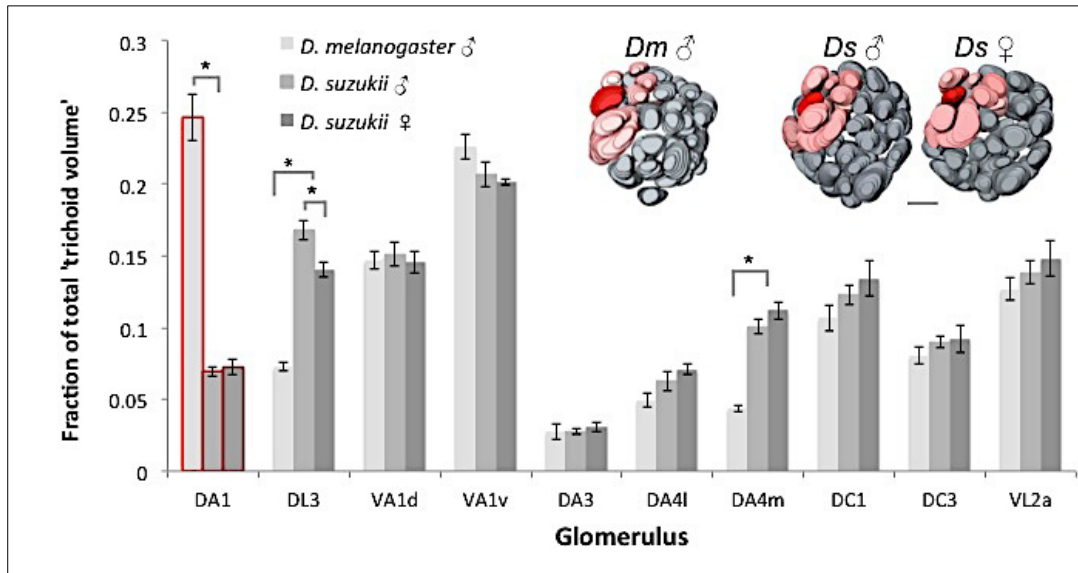 0.3
0.25
0.2
0.15
0.1
0.05
0
Fraction of total 'trichoid volume'
D. melanogaster ♂
D. suzukii ♂
D. suzukii ♀
Dm ♂
Ds ♂
Ds ♀
*
*
*
*
DA1
DL3
VA1d
VA1v
DA3
DA4l
DA4m
DC1
DC3
VL2a
Glomerulus